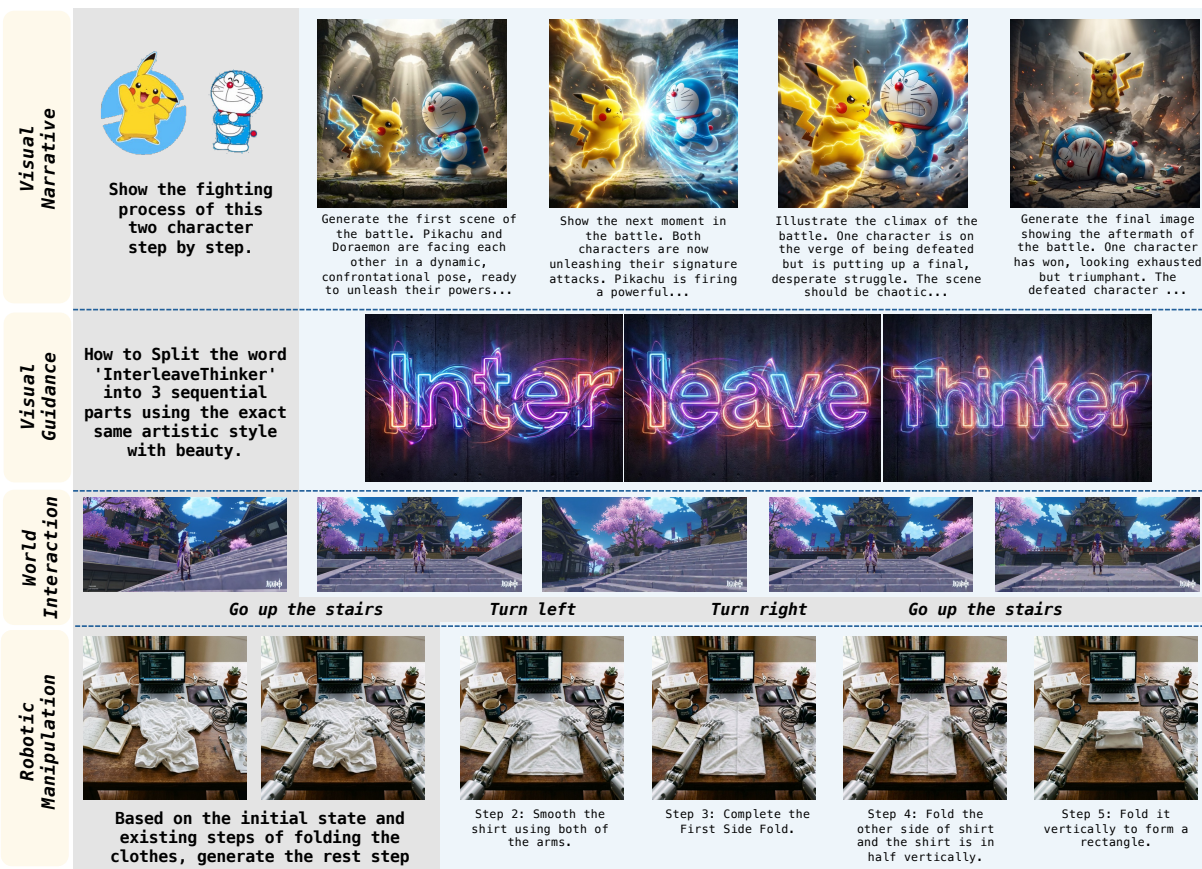 Visual
Narrative
Show the fighting
process of this
two character
step by step.
Generate the first scene of
the battle. Pikachu and
Doraemon are facing each
other in a dynamic,
confrontational pose, ready
to unleash their powers...
Show the next moment in
the battle. Both
characters are now
unleashing their signature
attacks. Pikachu is firing
a powerful...
Illustrate the climax of the
battle. One character is on
the verge of being defeated
but is putting up a final,
desperate struggle. The scene
should be chaotic...
Generate the final image
showing the aftermath of
the battle. One character
has won, looking exhausted
but triumphant. The
defeated character ...
Visual
Guidance
How to Split the word
'InterleaveThinker'
into 3 sequential
parts using the exact
same artistic style
with beauty.
Inter
leave
Thinker
World
Interaction
Go up the stairs
Turn left
Turn right
Go up the stairs
Robotic
Manipulation
Based on the initial state and
existing steps of folding the
clothes, generate the rest step
Step 2: Smooth the
shirt using both of
the arms.
Step 3: Complete the
First Side Fold.
Step 4: Fold the
other side of shirt
and the shirt is in
half vertically.
Step 5: Fold it
vertically to form a
rectangle.